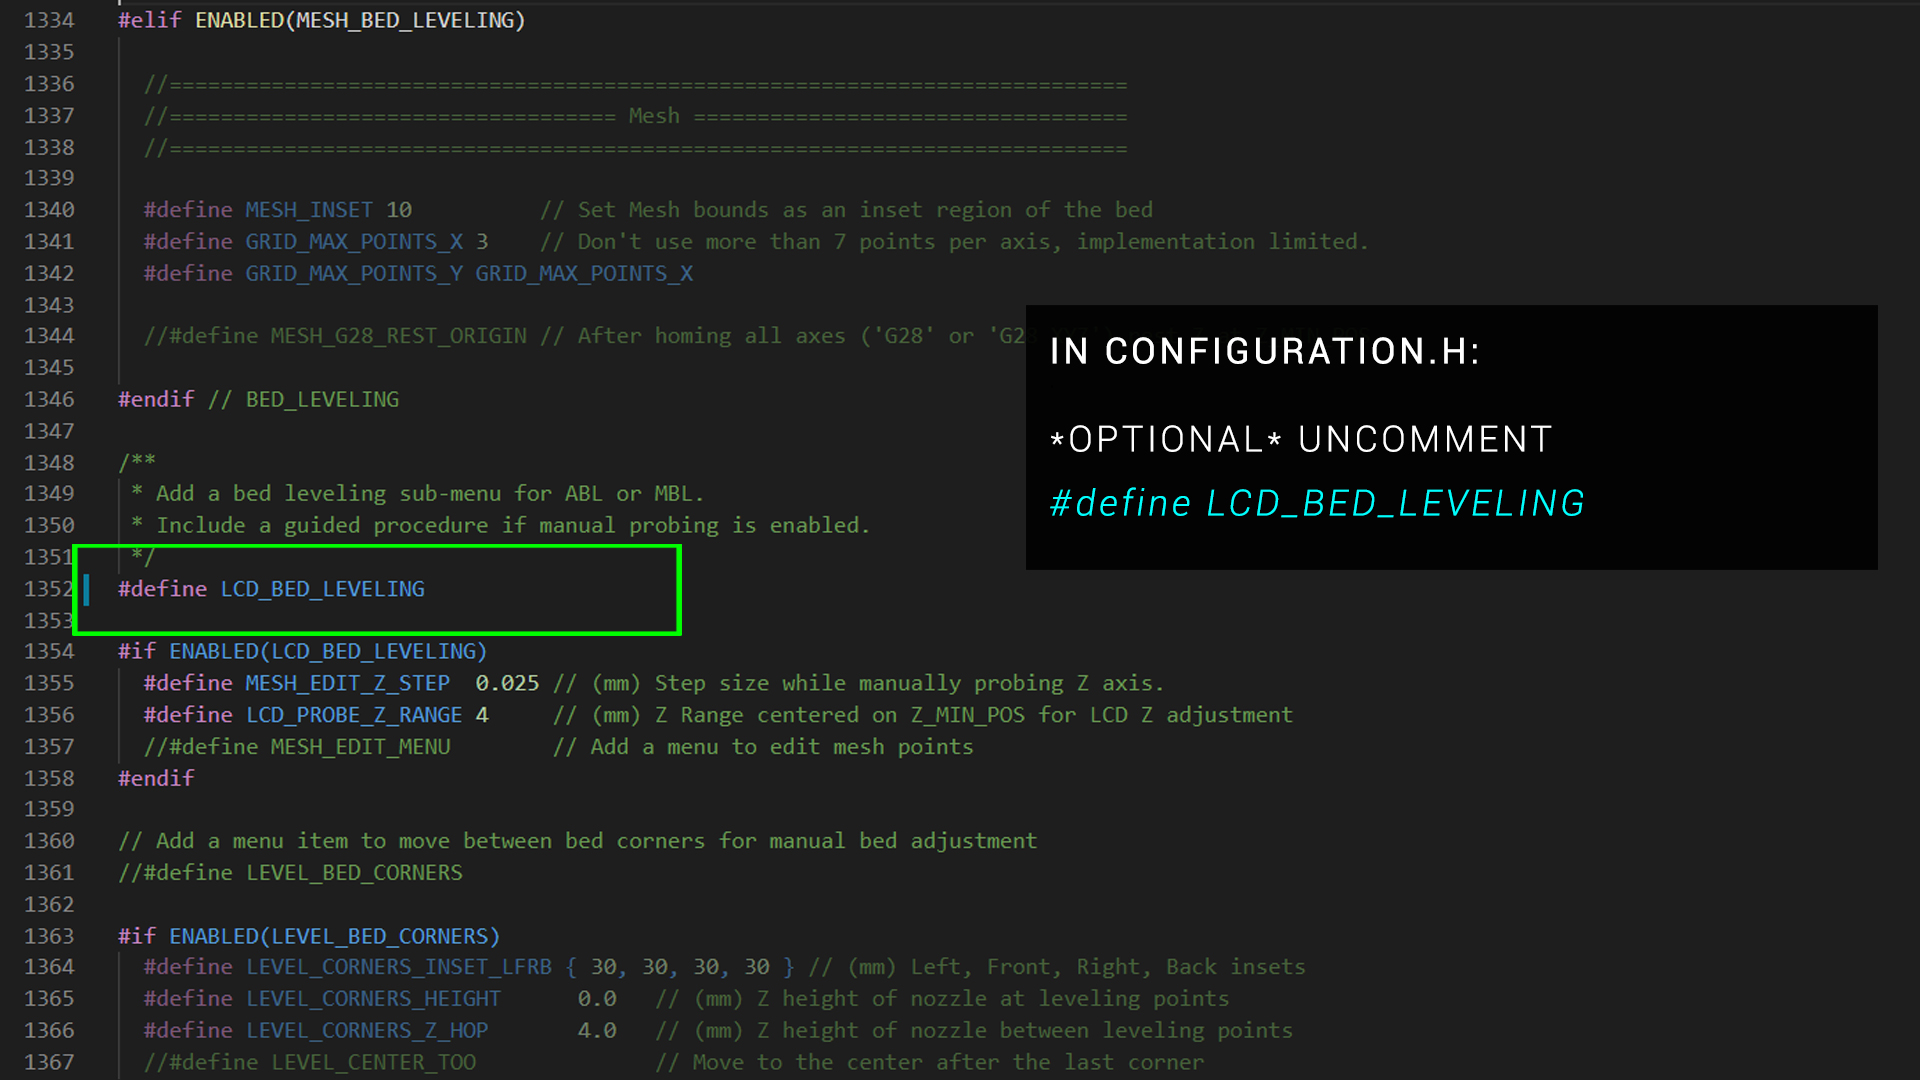 1334 #elif ENABLED(MESH_BED_LEVELING)
1335
1336 //===========================================================================
1337 //=================================== Mesh ==================================
1338 //===========================================================================
1339
1340 #define MESH_INSET 10 // Set Mesh bounds as an inset region of the bed
1341 #define GRID_MAX_POINTS_X 3 // Don't use more than 7 points per axis, implementation limited.
1342 #define GRID_MAX_POINTS_Y GRID_MAX_POINTS_X
1343
1344 //#define MESH_G28_REST_ORIGIN // After homing all axes ('G28' or 'G28
1345
1346 #endif // BED_LEVELING
1347
1348 /**
1349 * Add a bed leveling sub-menu for ABL or MBL.
1350 * Include a guided procedure if manual probing is enabled.
1351 */
1352 #define LCD_BED_LEVELING
1353
1354 #if ENABLED(LCD_BED_LEVELING)
1355 #define MESH_EDIT_Z_STEP 0.025 // (mm) Step size while manually probing Z axis.
1356 #define LCD_PROBE_Z_RANGE 4 // (mm) Z Range centered on Z_MIN_POS for LCD Z adjustment
1357 //#define MESH_EDIT_MENU // Add a menu to edit mesh points
1358 #endif
1359
1360 // Add a menu item to move between bed corners for manual bed adjustment
1361 //#define LEVEL_BED_CORNERS
1362
1363 #if ENABLED(LEVEL_BED_CORNERS)
1364 #define LEVEL_CORNERS_INSET_LFRB { 30, 30, 30, 30 } // (mm) Left, Front, Right, Back insets
1365 #define LEVEL_CORNERS_HEIGHT 0.0 // (mm) Z height of nozzle at leveling points
1366 #define LEVEL_CORNERS_Z_HOP 4.0 // (mm) Z height of nozzle between leveling points
1367 //#define LEVEL_CENTER_TOO // Move to the center after the last corner
IN CONFIGURATION.H:
*OPTIONAL* UNCOMMENT
#define LCD_BED_LEVELING